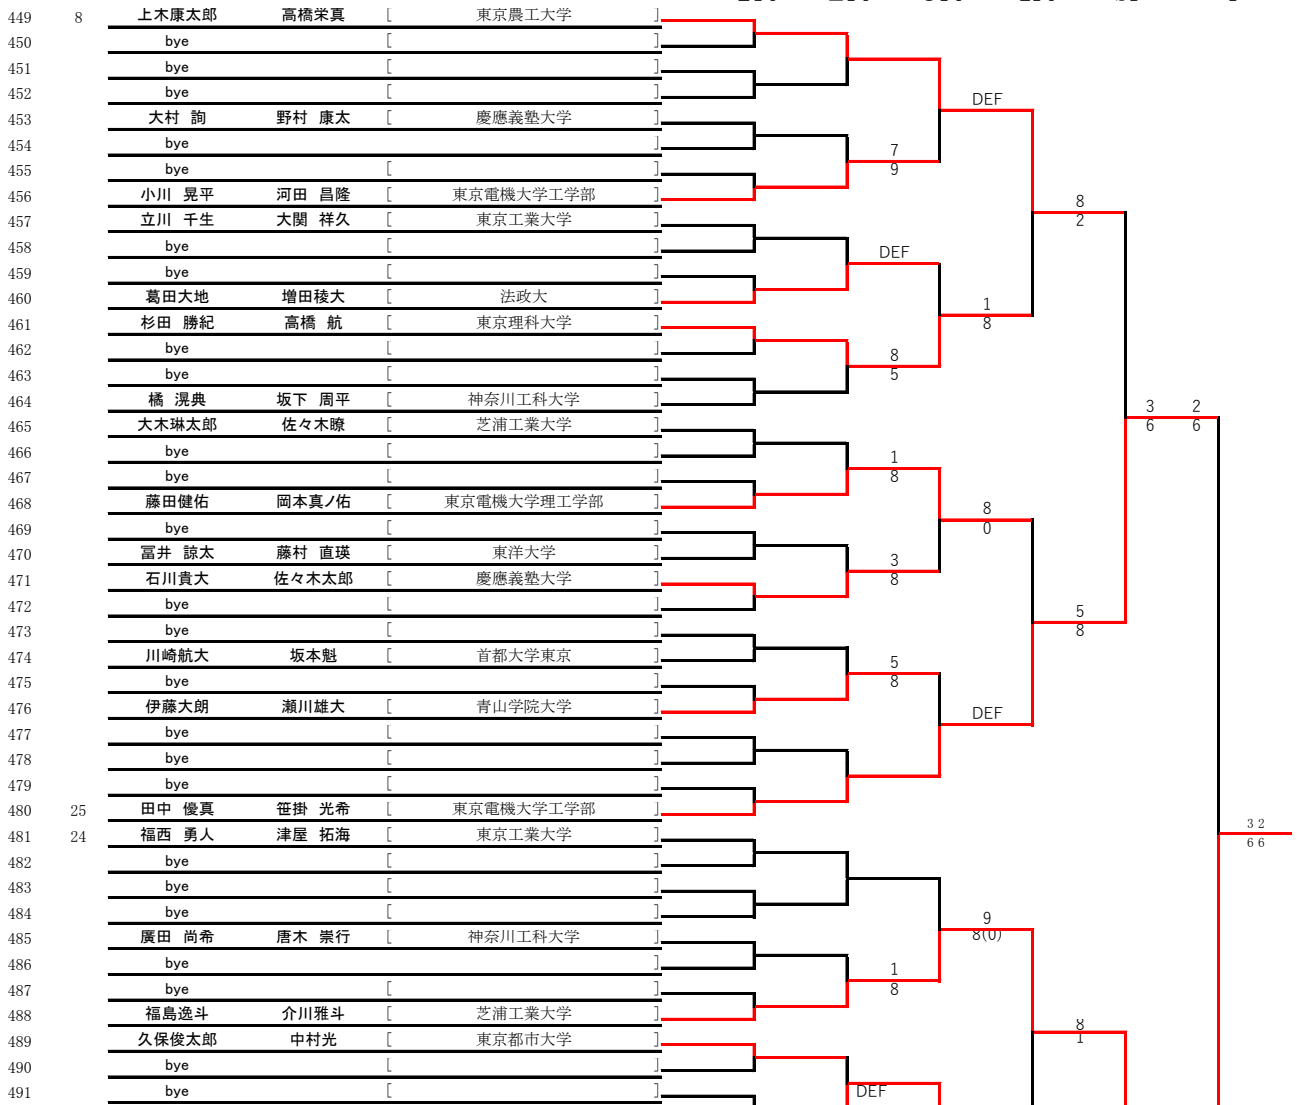 449 8 上木康太郎 高橋栄真 [ 東京農工大学 ]
450 bye [ ]
451 bye [ ]
452 bye [ ]
DEF
453 大村 詢 野村 康太 [ 慶應義塾大学 ]
454 bye ]
7
455 bye [ ]
9
456 小川 晃平 河田 昌隆 [ 東京電機大学工学部 ]
8
457 立川 千生 大関 祥久 [ 東京工業大学 ]
2
458 bye [ ]
DEF
459 bye [ ]
460 葛田大地 増田稜大 [ 法政大 ]
1
461 杉田 勝紀 高橋 航 [ 東京理科大学 ]
8
462 bye [ ]
8
463 bye [ ]
5
464 橘 滉典 坂下 周平 [ 神奈川工科大学 ]
3 2
465 大木琳太郎 佐々木瞭 [ 芝浦工業大学 ]
6 6
466 bye [ ]
1
467 bye [ ]
8
468 藤田健佑 岡本真ノ佑 [ 東京電機大学理工学部 ]
8
469 bye [ ]
0
470 冨井 諒太 藤村 直瑛 [ 東洋大学 ]
3
471 石川貴大 佐々木太郎 [ 慶應義塾大学 ]
8
472 bye [ ]
5
473 bye [ ]
8
474 川崎航大 坂本魁 [ 首都大学東京 ]
5
475 bye ]
8
476 伊藤大朗 瀬川雄大 [ 青山学院大学 ]
DEF
477 bye [ ]
478 bye [ ]
479 bye [ ]
480 25 田中 優真 笹掛 光希 [ 東京電機大学工学部 ]
3 2
481 24 福西 勇人 津屋 拓海 [ 東京工業大学 ]
6 6
482 bye [ ]
483 bye [ ]
484 bye [ ]
9
485 廣田 尚希 唐木 崇行 [ 神奈川工科大学 ]
8(0)
486 bye ]
1
487 bye [ ]
8
488 福島逸斗 介川雅斗 [ 芝浦工業大学 ]
8
489 久保俊太郎 中村光 [ 東京都市大学 ]
1
490 bye [ ]
491 bye [ ]
DEF